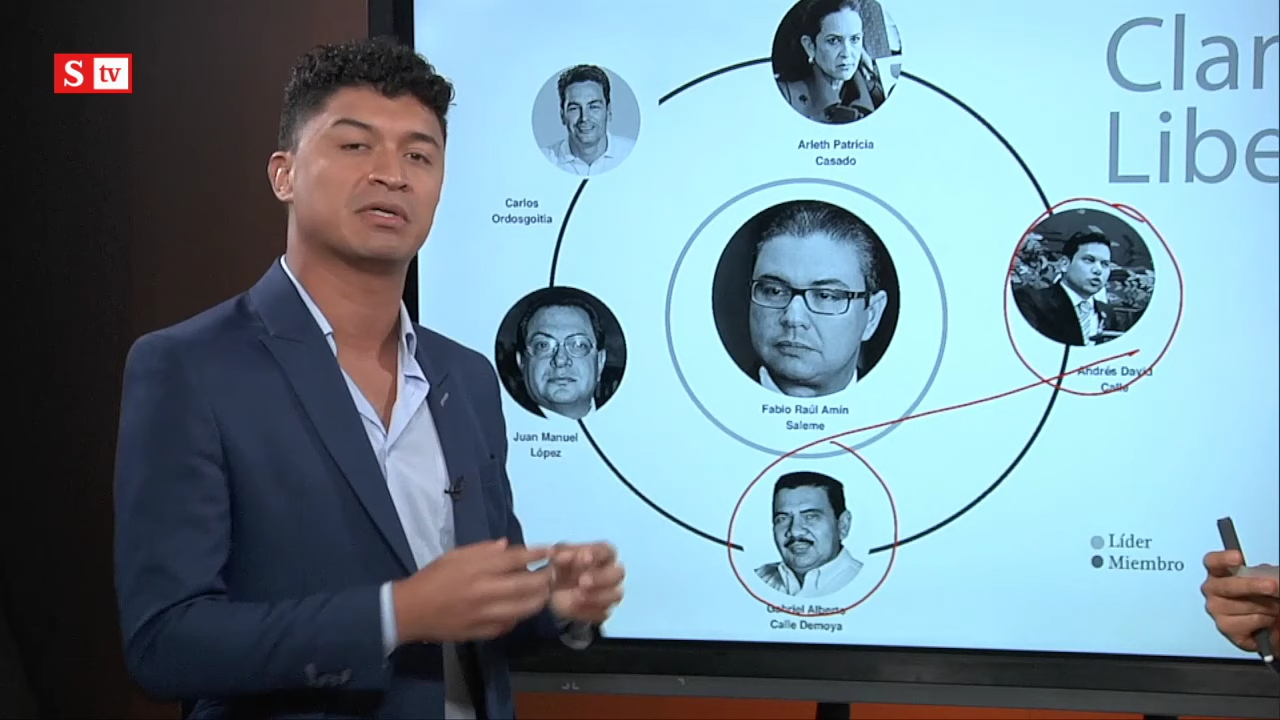 S tv
Clan
Libe
Arleth Patricia
Casado
Carlos
Ordosgoitia
Andrés David
Calle
Fabio Raúl Amín
Saleme
Juan Manuel
López
Gabriel Alberto
Calle Demoya
Líder
Miembro